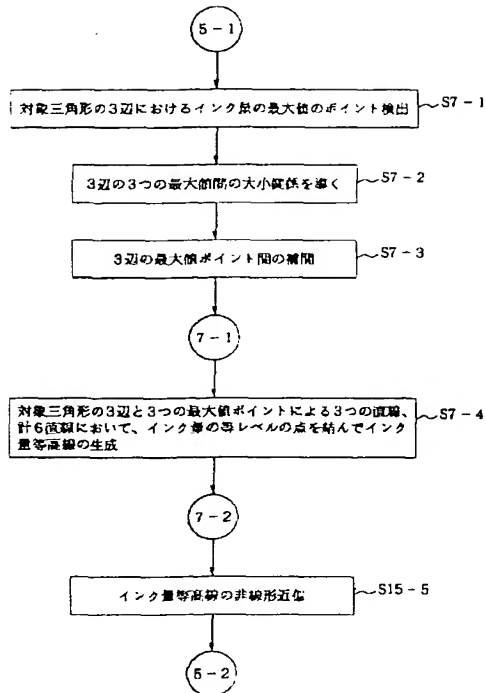 5-1
対象三角形の3辺におけるインク量の最大値のポイント検出
S7-1
3辺の3つの最大値間の大小関係を導く
S7-2
3辺の最大値ポイント間の補間
S7-3
7-1
対象三角形の3辺と3つの最大値ポイントによる3つの直線、
計6直線において、インク量の等レベルの点を結んでインク
量等高線の生成
S7-4
7-2
インク量等高線の非線形近似
S15-5
5-2